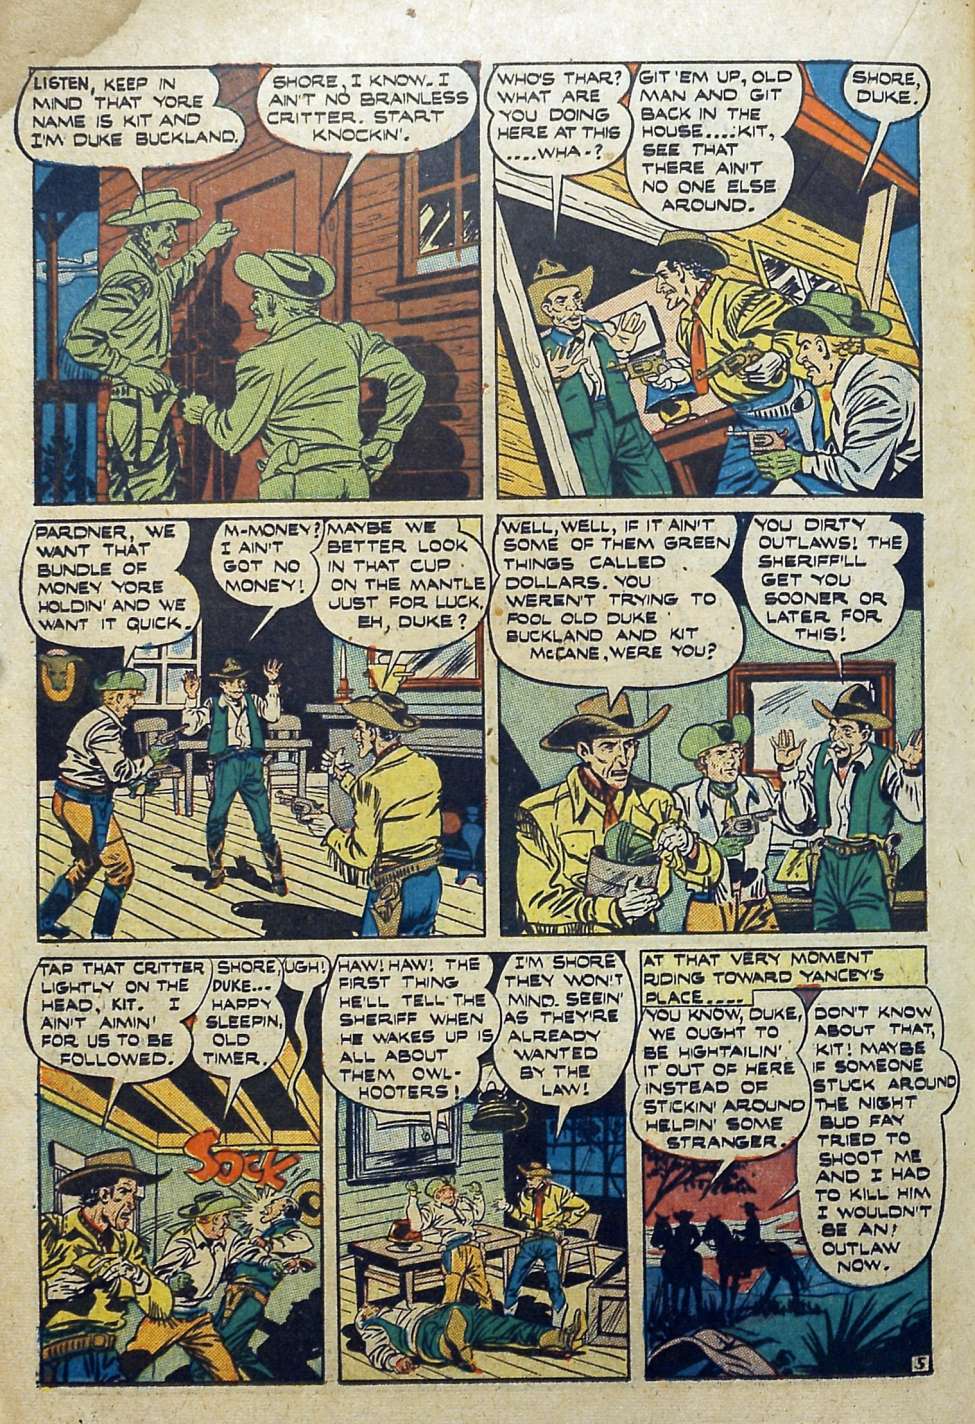 LISTEN, KEEP IN
MIND THAT YORE
NAME IS KIT AND
I'M DUKE BUCKLAND.
SHORE, I KNOW. I
AIN'T NO BRAINLESS
CRITTER. START
KNOCKIN'.
WHO'S THAR?
WHAT ARE
YOU DOING
HERE AT THIS
....WHA-?
GIT 'EM UP, OLD
MAN AND GIT
BACK IN THE
HOUSE....KIT,
SEE THAT
THERE AIN'T
NO ONE ELSE
AROUND.
SHORE,
DUKE.
PARDNER, WE
WANT THAT
BUNDLE OF
MONEY YORE
HOLDIN' AND WE
WANT IT QUICK.
M-MONEY?
I AIN'T
GOT NO
MONEY!
MAYBE WE
BETTER LOOK
IN THAT CUP
ON THE MANTLE
JUST FOR LUCK,
EH, DUKE?
WELL, WELL, IF IT AIN'T
SOME OF THEM GREEN
THINGS CALLED
DOLLARS. YOU
WEREN'T TRYING TO
FOOL OLD DUKE
BUCKLAND AND KIT
McCANE, WERE YOU?
YOU DIRTY
OUTLAWS! THE
SHERIFF'LL
GET YOU
SOONER OR
LATER FOR
THIS!
TAP THAT CRITTER
LIGHTLY ON THE
HEAD, KIT. I
AIN'T AIMIN'
FOR US TO BE
FOLLOWED.
SHORE,
DUKE...
HAPPY
SLEEPIN,
OLD
TIMER.
UGH!
SOCK
HAW! HAW! THE
FIRST THING
HE'LL TELL THE
SHERIFF WHEN
HE WAKES UP IS
ALL ABOUT
THEM OWL-
HOOTERS!
I'M SHORE
THEY WON'T
MIND. SEEIN'
AS THEY'RE
ALREADY
WANTED
BY THE
LAW!
AT THAT VERY MOMENT
RIDING TOWARD YANCEY'S
PLACE.....
YOU KNOW, DUKE,
WE OUGHT TO
BE HIGHTAILIN'
IT OUT OF HERE
INSTEAD OF
STICKIN' AROUND
HELPIN' SOME
STRANGER.
DON'T KNOW
ABOUT THAT,
KIT! MAYBE
IF SOMEONE
STUCK AROUND
THE NIGHT
BUD FAY
TRIED TO
SHOOT ME
AND I HAD
TO KILL HIM
I WOULDN'T
BE AN
OUTLAW
NOW.
5